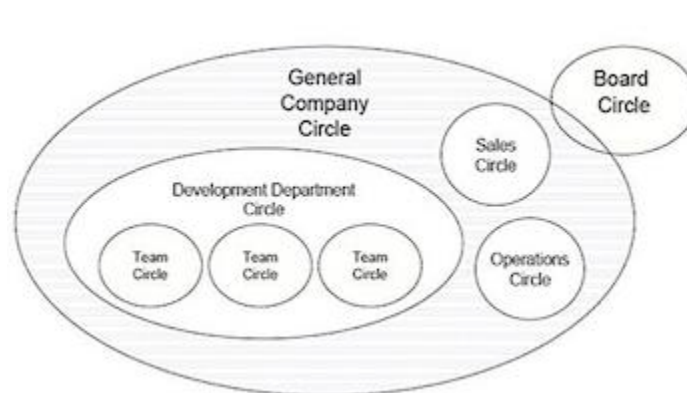 General
Company
Circle
Board
Circle
Sales
Circle
Development Department
Circle
Team
Circle
Team
Circle
Team
Circle
Operations
Circle